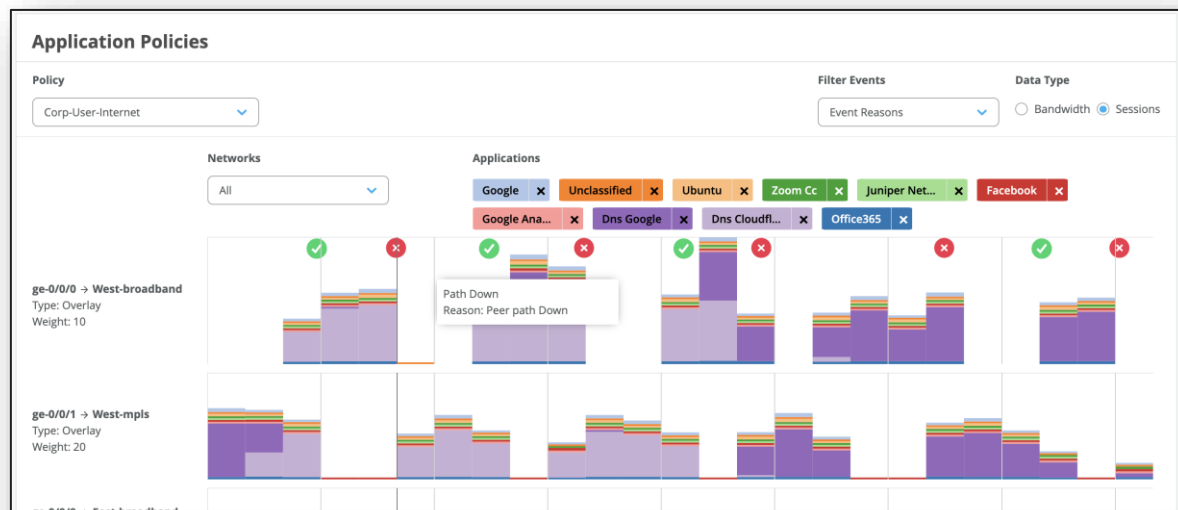 Application Policies
Policy
Filter Events
Data Type
Corp-User-Internet
Event Reasons
Bandwidth
Sessions
Networks
Applications
All
Google
Unclassified
Ubuntu
Zoom Cc
Juniper Net...
Facebook
Google Ana...
Dns Google
Dns Cloudfl...
Office365
ge-0/0/0 → West-broadband
Type: Overlay
Weight: 10
Path Down
Reason: Peer path Down
ge-0/0/1 → West-mpls
Type: Overlay
Weight: 20